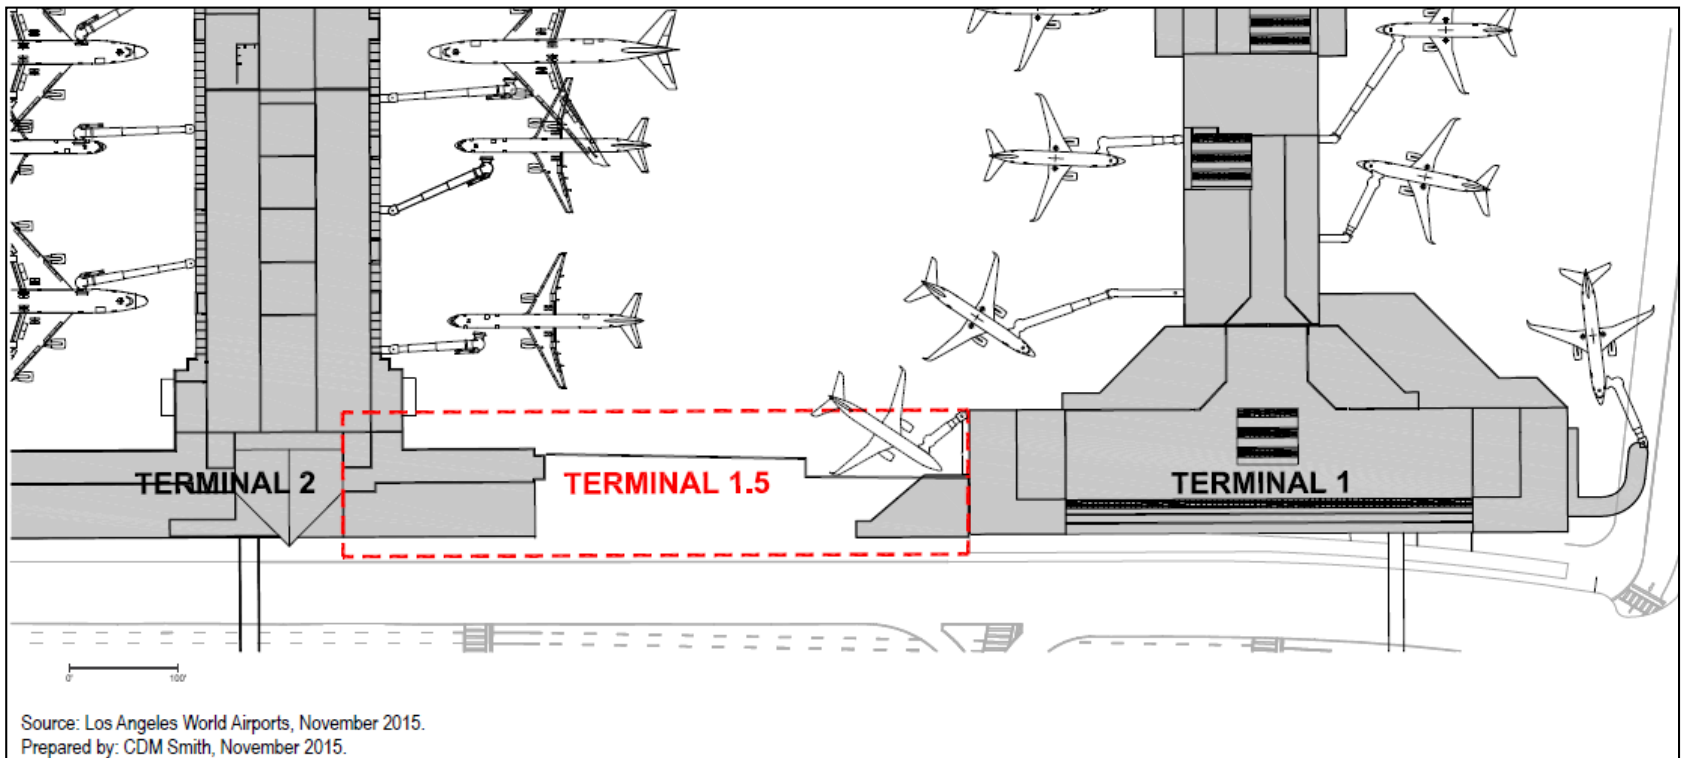 TERMINAL 2
TERMINAL 1.5
TERMINAL 1
0' 100'
Source: Los Angeles World Airports, November 2015.
Prepared by: CDM Smith, November 2015.